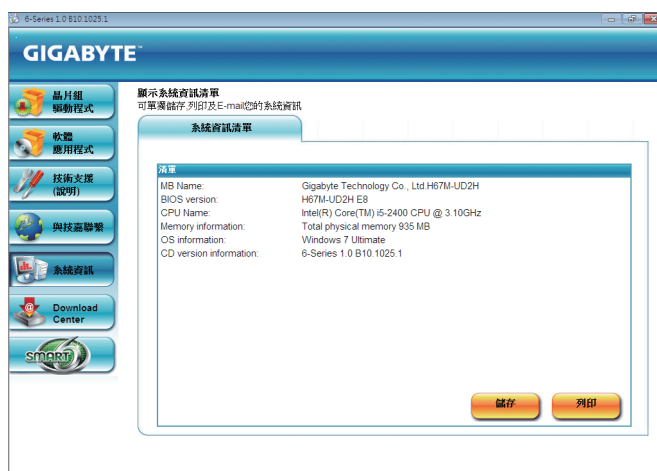 6-Series 1.0 B10.1025.1
GIGABYTE™
晶片組
驅動程式
軟體
應用程式
技術支援
(說明)
與技嘉聯繫
系統資訊
Download
Center
SMART6
顯示系統資訊清單
可單獨儲存,列印及E-mail您的系統資訊
系統資訊清單
清單
MB Name: Gigabyte Technology Co., Ltd.H67M-UD2H
BIOS version: H67M-UD2H E8
CPU Name: Intel(R) Core(TM) i5-2400 CPU @ 3.10GHz
Memory information: Total physical memory 935 MB
OS information: Windows 7 Ultimate
CD version information: 6-Series 1.0 B10.1025.1
儲存
列印